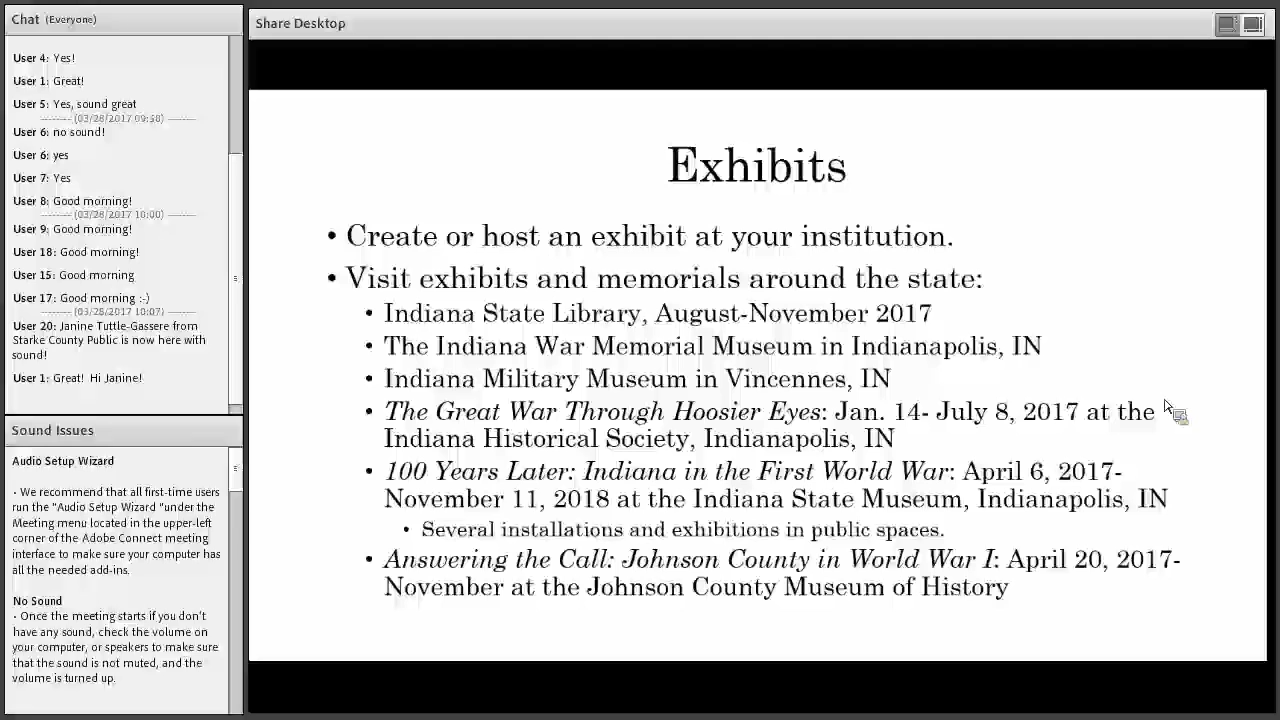 Chat (Everyone)
User 4: Yes!
User 1: Great!
User 5: Yes, sound great
-------- (03/28/2017 09:58) --------
User 6: no sound!
User 6: yes
User 7: Yes
User 8: Good morning!
-------- (03/28/2017 10:00) --------
User 9: Good morning!
User 18: Good morning!
User 15: Good morning
User 17: Good morning :-)
-------- (03/28/2017 10:07) --------
User 20: Janine Tuttle-Gassere from
Starke County Public is now here with
sound!
User 1: Great! Hi Janine!
Sound Issues
Audio Setup Wizard
• We recommend that all first-time users
run the "Audio Setup Wizard "under the
Meeting menu located in the upper-left
corner of the Adobe Connect meeting
interface to make sure your computer has
all the needed add-ins.
No Sound
• Once the meeting starts if you don't
have any sound, check the volume on
your computer, or speakers to make sure
that the sound is not muted, and the
volume is turned up.
Share Desktop
Exhibits
• Create or host an exhibit at your institution.
• Visit exhibits and memorials around the state:
• Indiana State Library, August-November 2017
• The Indiana War Memorial Museum in Indianapolis, IN
• Indiana Military Museum in Vincennes, IN
• The Great War Through Hoosier Eyes: Jan. 14- July 8, 2017 at the
Indiana Historical Society, Indianapolis, IN
• 100 Years Later: Indiana in the First World War: April 6, 2017-
November 11, 2018 at the Indiana State Museum, Indianapolis, IN
• Several installations and exhibitions in public spaces.
• Answering the Call: Johnson County in World War I: April 20, 2017-
November at the Johnson County Museum of History